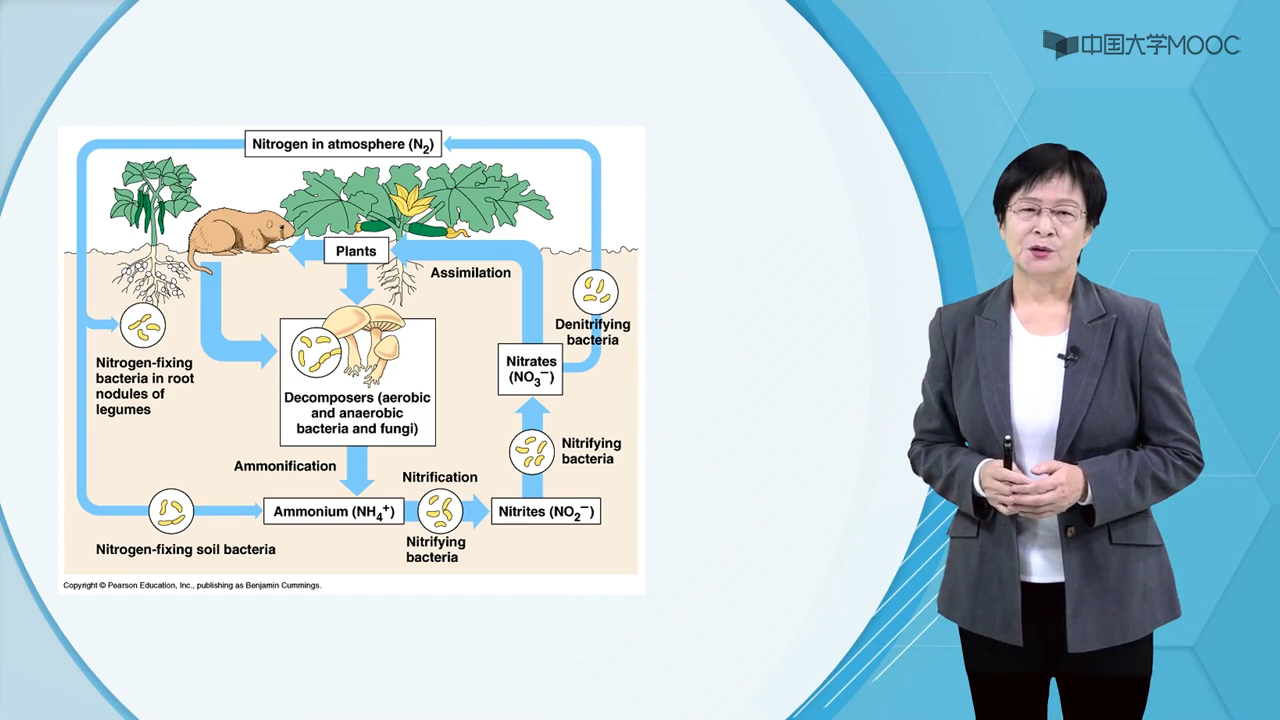 中国大学MOOC
Nitrogen in atmosphere (N₂)
Plants
Assimilation
Denitrifying
bacteria
Nitrogen-fixing
bacteria in root
nodules of
legumes
Nitrates
(NO₃⁻)
Decomposers (aerobic
and anaerobic
bacteria and fungi)
Nitrifying
bacteria
Ammonification
Nitrification
Ammonium (NH₄⁺)
Nitrites (NO₂⁻)
Nitrifying
bacteria
Nitrogen-fixing soil bacteria
Copyright © Pearson Education, Inc., publishing as Benjamin Cummings.